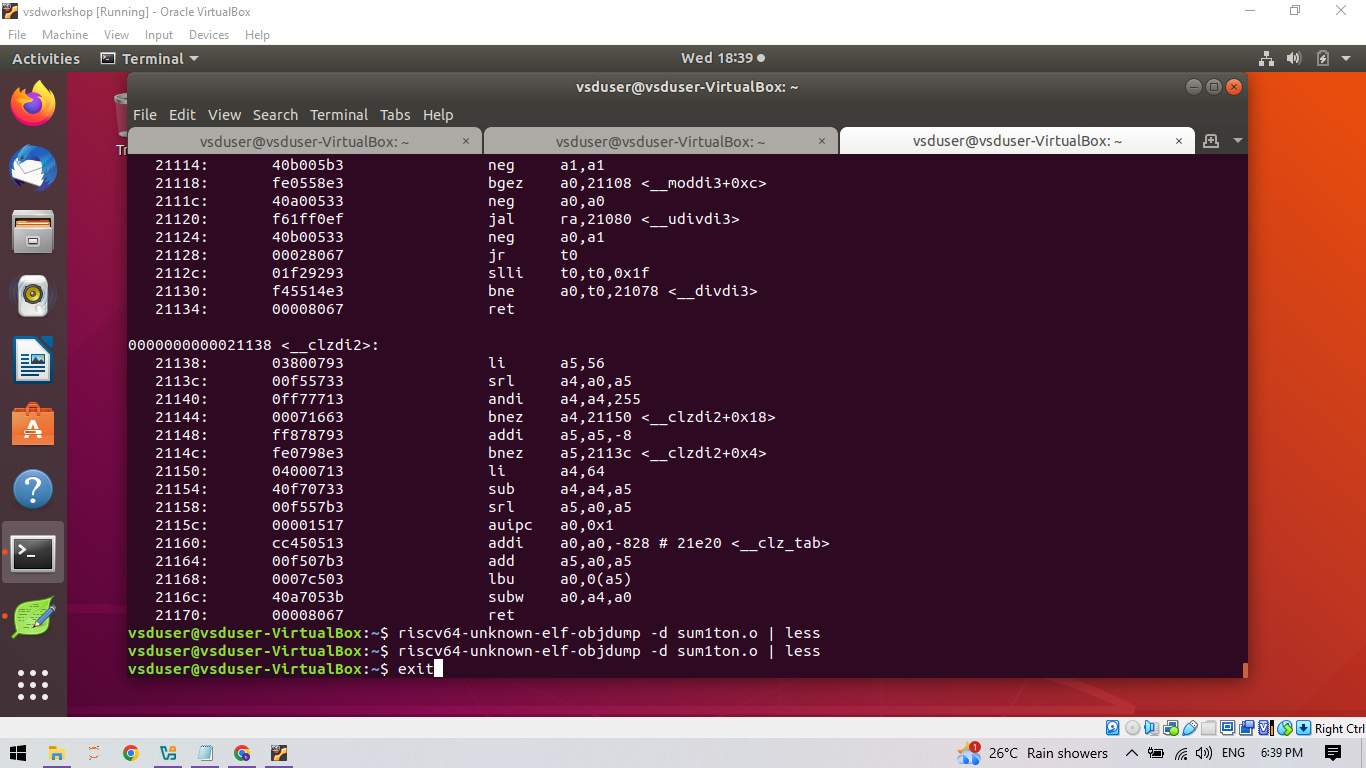 vsdworkshop [Running] - Oracle VirtualBox
File Machine View Input Devices Help
Activities Terminal Wed 18:39
vsduser@vsduser-VirtualBox: ~
File Edit View Search Terminal Tabs Help
vsduser@vsduser-VirtualBox: ~ × vsduser@vsduser-VirtualBox: ~ × vsduser@vsduser-VirtualBox: ~ ×
Tr
21114: 40b005b3 neg a1,a1
21118: fe0558e3 bgez a0,21108 <__moddi3+0xc>
2111c: 40a00533 neg a0,a0
21120: f61ff0ef jal ra,21080 <__udivdi3>
21124: 40b00533 neg a0,a1
21128: 00028067 jr t0
2112c: 01f29293 slli t0,t0,0x1f
21130: f45514e3 bne a0,t0,21078 <__divdi3>
21134: 00008067 ret
0000000000021138 <__clzdi2>:
21138: 03800793 li a5,56
2113c: 00f55733 srl a4,a0,a5
21140: 0ff77713 andi a4,a4,255
21144: 00071663 bnez a4,21150 <__clzdi2+0x18>
21148: ff878793 addi a5,a5,-8
2114c: fe0798e3 bnez a5,2113c <__clzdi2+0x4>
21150: 04000713 li a4,64
21154: 40f70733 sub a4,a4,a5
21158: 00f557b3 srl a5,a0,a5
2115c: 00001517 auipc a0,0x1
21160: cc450513 addi a0,a0,-828 # 21e20 <__clz_tab>
21164: 00f507b3 add a5,a0,a5
21168: 0007c503 lbu a0,0(a5)
2116c: 40a7053b subw a0,a4,a0
21170: 00008067 ret
vsduser@vsduser-VirtualBox:~$ riscv64-unknown-elf-objdump -d sum1ton.o | less
vsduser@vsduser-VirtualBox:~$ riscv64-unknown-elf-objdump -d sum1ton.o | less
vsduser@vsduser-VirtualBox:~$ exit
Right Ctrl
1 26°C Rain showers ENG 6:39 PM